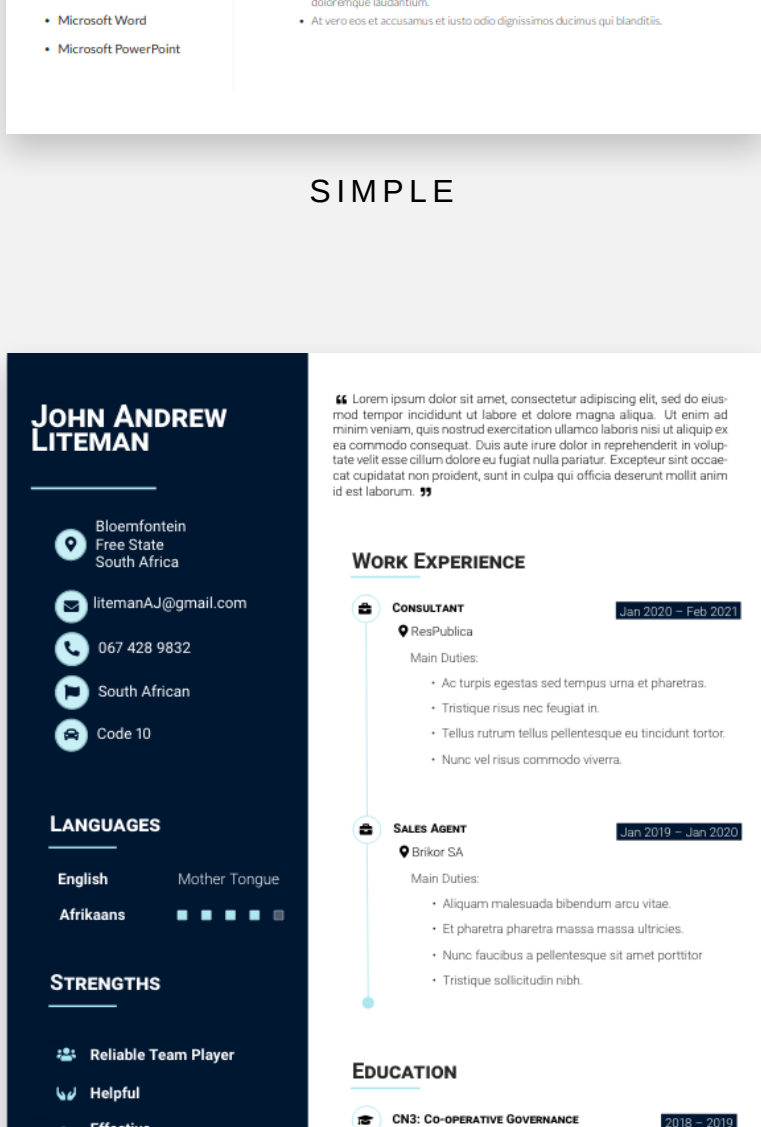 doloremque laudantium.
• Microsoft Word
• At vero eos et accusamus et iusto odio dignissimos ducimus qui blanditiis.
• Microsoft PowerPoint
SIMPLE
JOHN ANDREW
LITEMAN
Bloemfontein
Free State
South Africa
litemanAJ@gmail.com
067 428 9832
South African
Code 10
LANGUAGES
English Mother Tongue
Afrikaans
STRENGTHS
Reliable Team Player
Helpful
Effective
❝ Lorem ipsum dolor sit amet, consectetur adipiscing elit, sed do eius-
mod tempor incididunt ut labore et dolore magna aliqua. Ut enim ad
minim veniam, quis nostrud exercitation ullamco laboris nisi ut aliquip ex
ea commodo consequat. Duis aute irure dolor in reprehenderit in volup-
tate velit esse cillum dolore eu fugiat nulla pariatur. Excepteur sint occae-
cat cupidatat non proident, sunt in culpa qui officia deserunt mollit anim
id est laborum. ❞
WORK EXPERIENCE
CONSULTANT Jan 2020 – Feb 2021
ResPublica
Main Duties:
• Ac turpis egestas sed tempus urna et pharetras.
• Tristique risus nec feugiat in.
• Tellus rutrum tellus pellentesque eu tincidunt tortor.
• Nunc vel risus commodo viverra.
SALES AGENT Jan 2019 – Jan 2020
Brikor SA
Main Duties:
• Aliquam malesuada bibendum arcu vitae.
• Et pharetra pharetra massa massa ultricies.
• Nunc faucibus a pellentesque sit amet porttitor
• Tristique sollicitudin nibh.
EDUCATION
CN3: CO-OPERATIVE GOVERNANCE 2018 – 2019